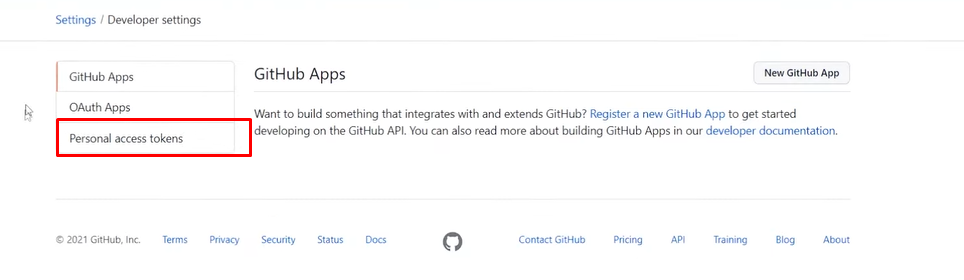 Settings / Developer settings
GitHub Apps
OAuth Apps
Personal access tokens
GitHub Apps
New GitHub App
Want to build something that integrates with and extends GitHub? Register a new GitHub App to get started
developing on the GitHub API. You can also read more about building GitHub Apps in our developer documentation.
© 2021 GitHub, Inc. Terms Privacy Security Status Docs Contact GitHub Pricing API Training Blog About